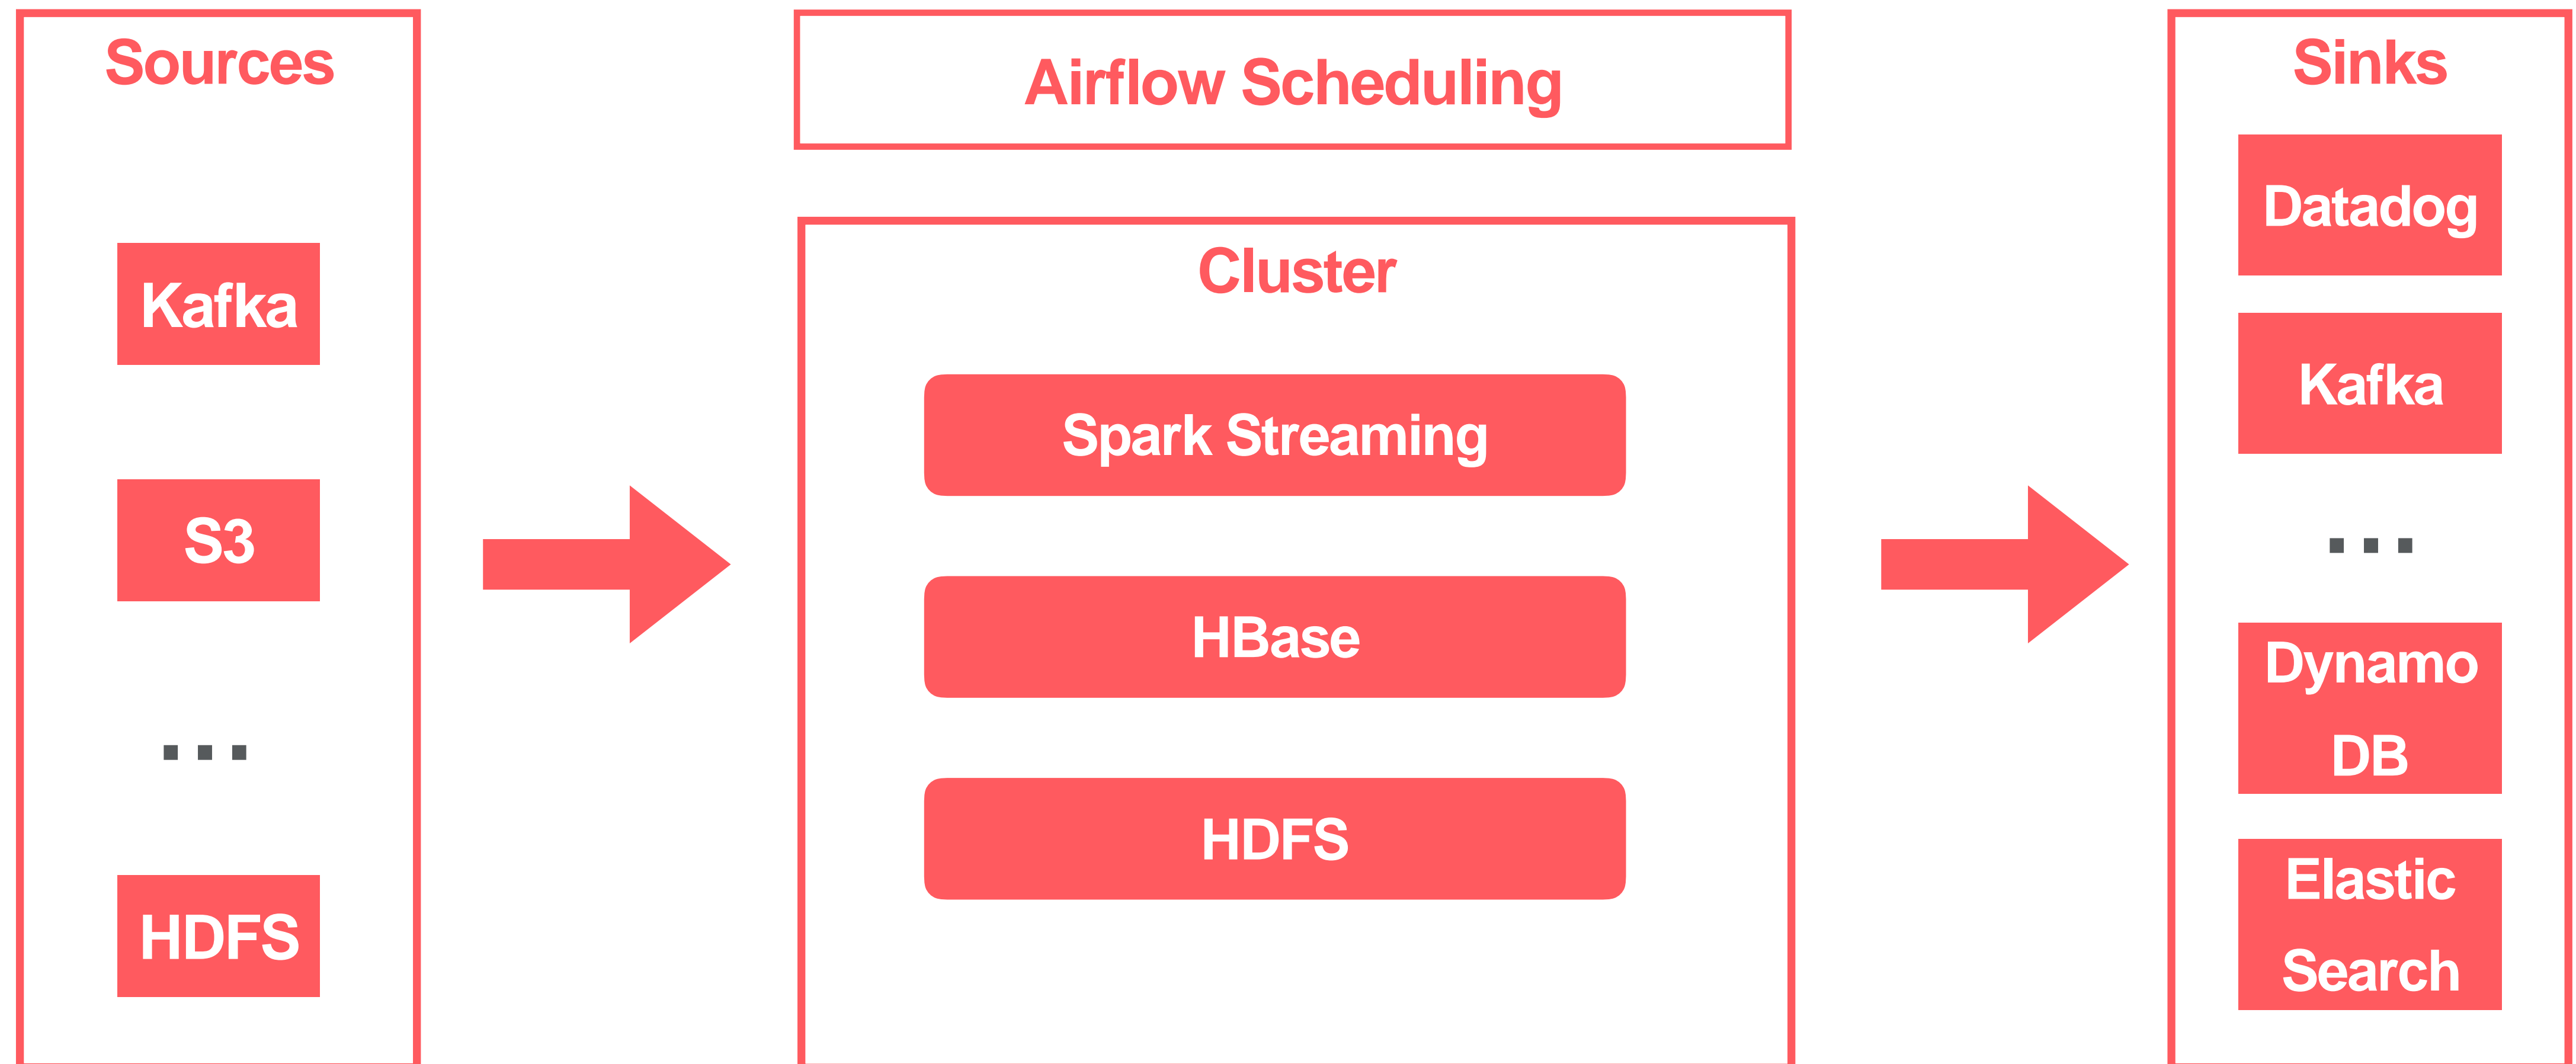 Sources
Kafka
S3
...
HDFS
Airflow Scheduling
Cluster
Spark Streaming
HBase
HDFS
Sinks
Datadog
Kafka
...
Dynamo
DB
Elastic
Search